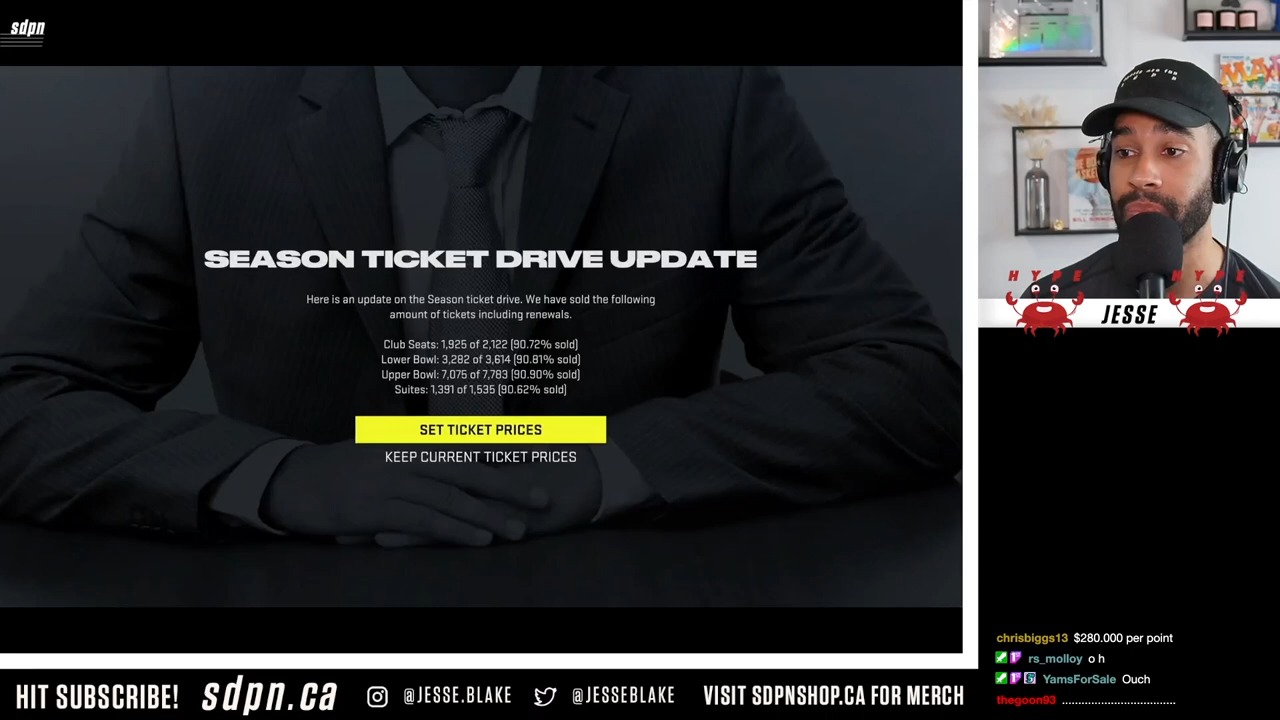 sdpn
SEASON TICKET DRIVE UPDATE
Here is an update on the Season ticket drive. We have sold the following
amount of tickets including renewals.
Club Seats: 1,925 of 2,122 (90.72% sold)
Lower Bowl: 3,282 of 3,614 (90.81% sold)
Upper Bowl: 7,075 of 7,783 (90.90% sold)
Suites: 1,391 of 1,535 (90.62% sold)
SET TICKET PRICES
KEEP CURRENT TICKET PRICES
BILL SIMMONS
HYPE
HYPE
JESSE
chrisbiggs13 $280.000 per point
rs_molloy o h
YamsForSale Ouch
thegoon93 ..................................
HIT SUBSCRIBE!
sdpn.ca
@JESSE.BLAKE
@JESSEBLAKE
VISIT SDPNSHOP.CA FOR MERCH